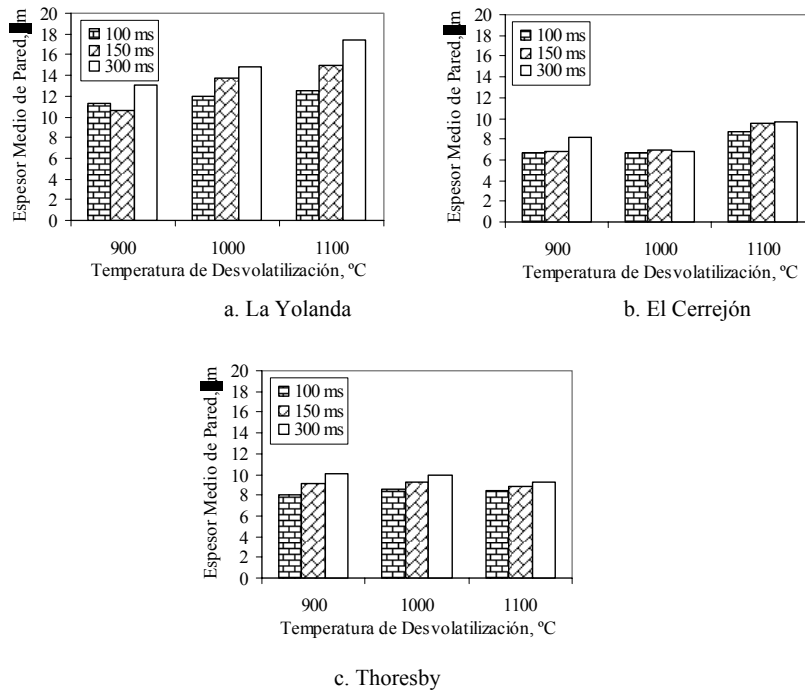 20
18
16
14
12
10
8
6
4
2
0
Espesor Medio de Pared, m
100 ms
150 ms
300 ms
900 1000 1100
Temperatura de Desvolatilización, ºC
a. La Yolanda
20
18
16
14
12
10
8
6
4
2
0
Espesor Medio de Pared, m
100 ms
150 ms
300 ms
900 1000 1100
Temperatura de Desvolatilización, ºC
b. El Cerrejón
20
18
16
14
12
10
8
6
4
2
0
Espesor Medio de Pared, m
100 ms
150 ms
300 ms
900 1000 1100
Temperatura de Desvolatilización, ºC
c. Thoresby